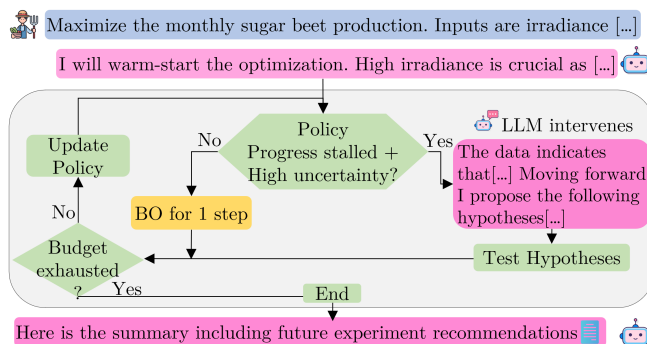 Maximize the monthly sugar beet production. Inputs are irradiance [...]
I will warm-start the optimization. High irradiance is crucial as [...]
Policy
Progress stalled +
High uncertainty?
No
Yes
LLM intervenes
The data indicates
that[...] Moving forward
I propose the following
hypotheses[...]
Update
Policy
BO for 1 step
No
Budget
exhausted
?
Yes
Test Hypotheses
End
Here is the summary including future experiment recommendations